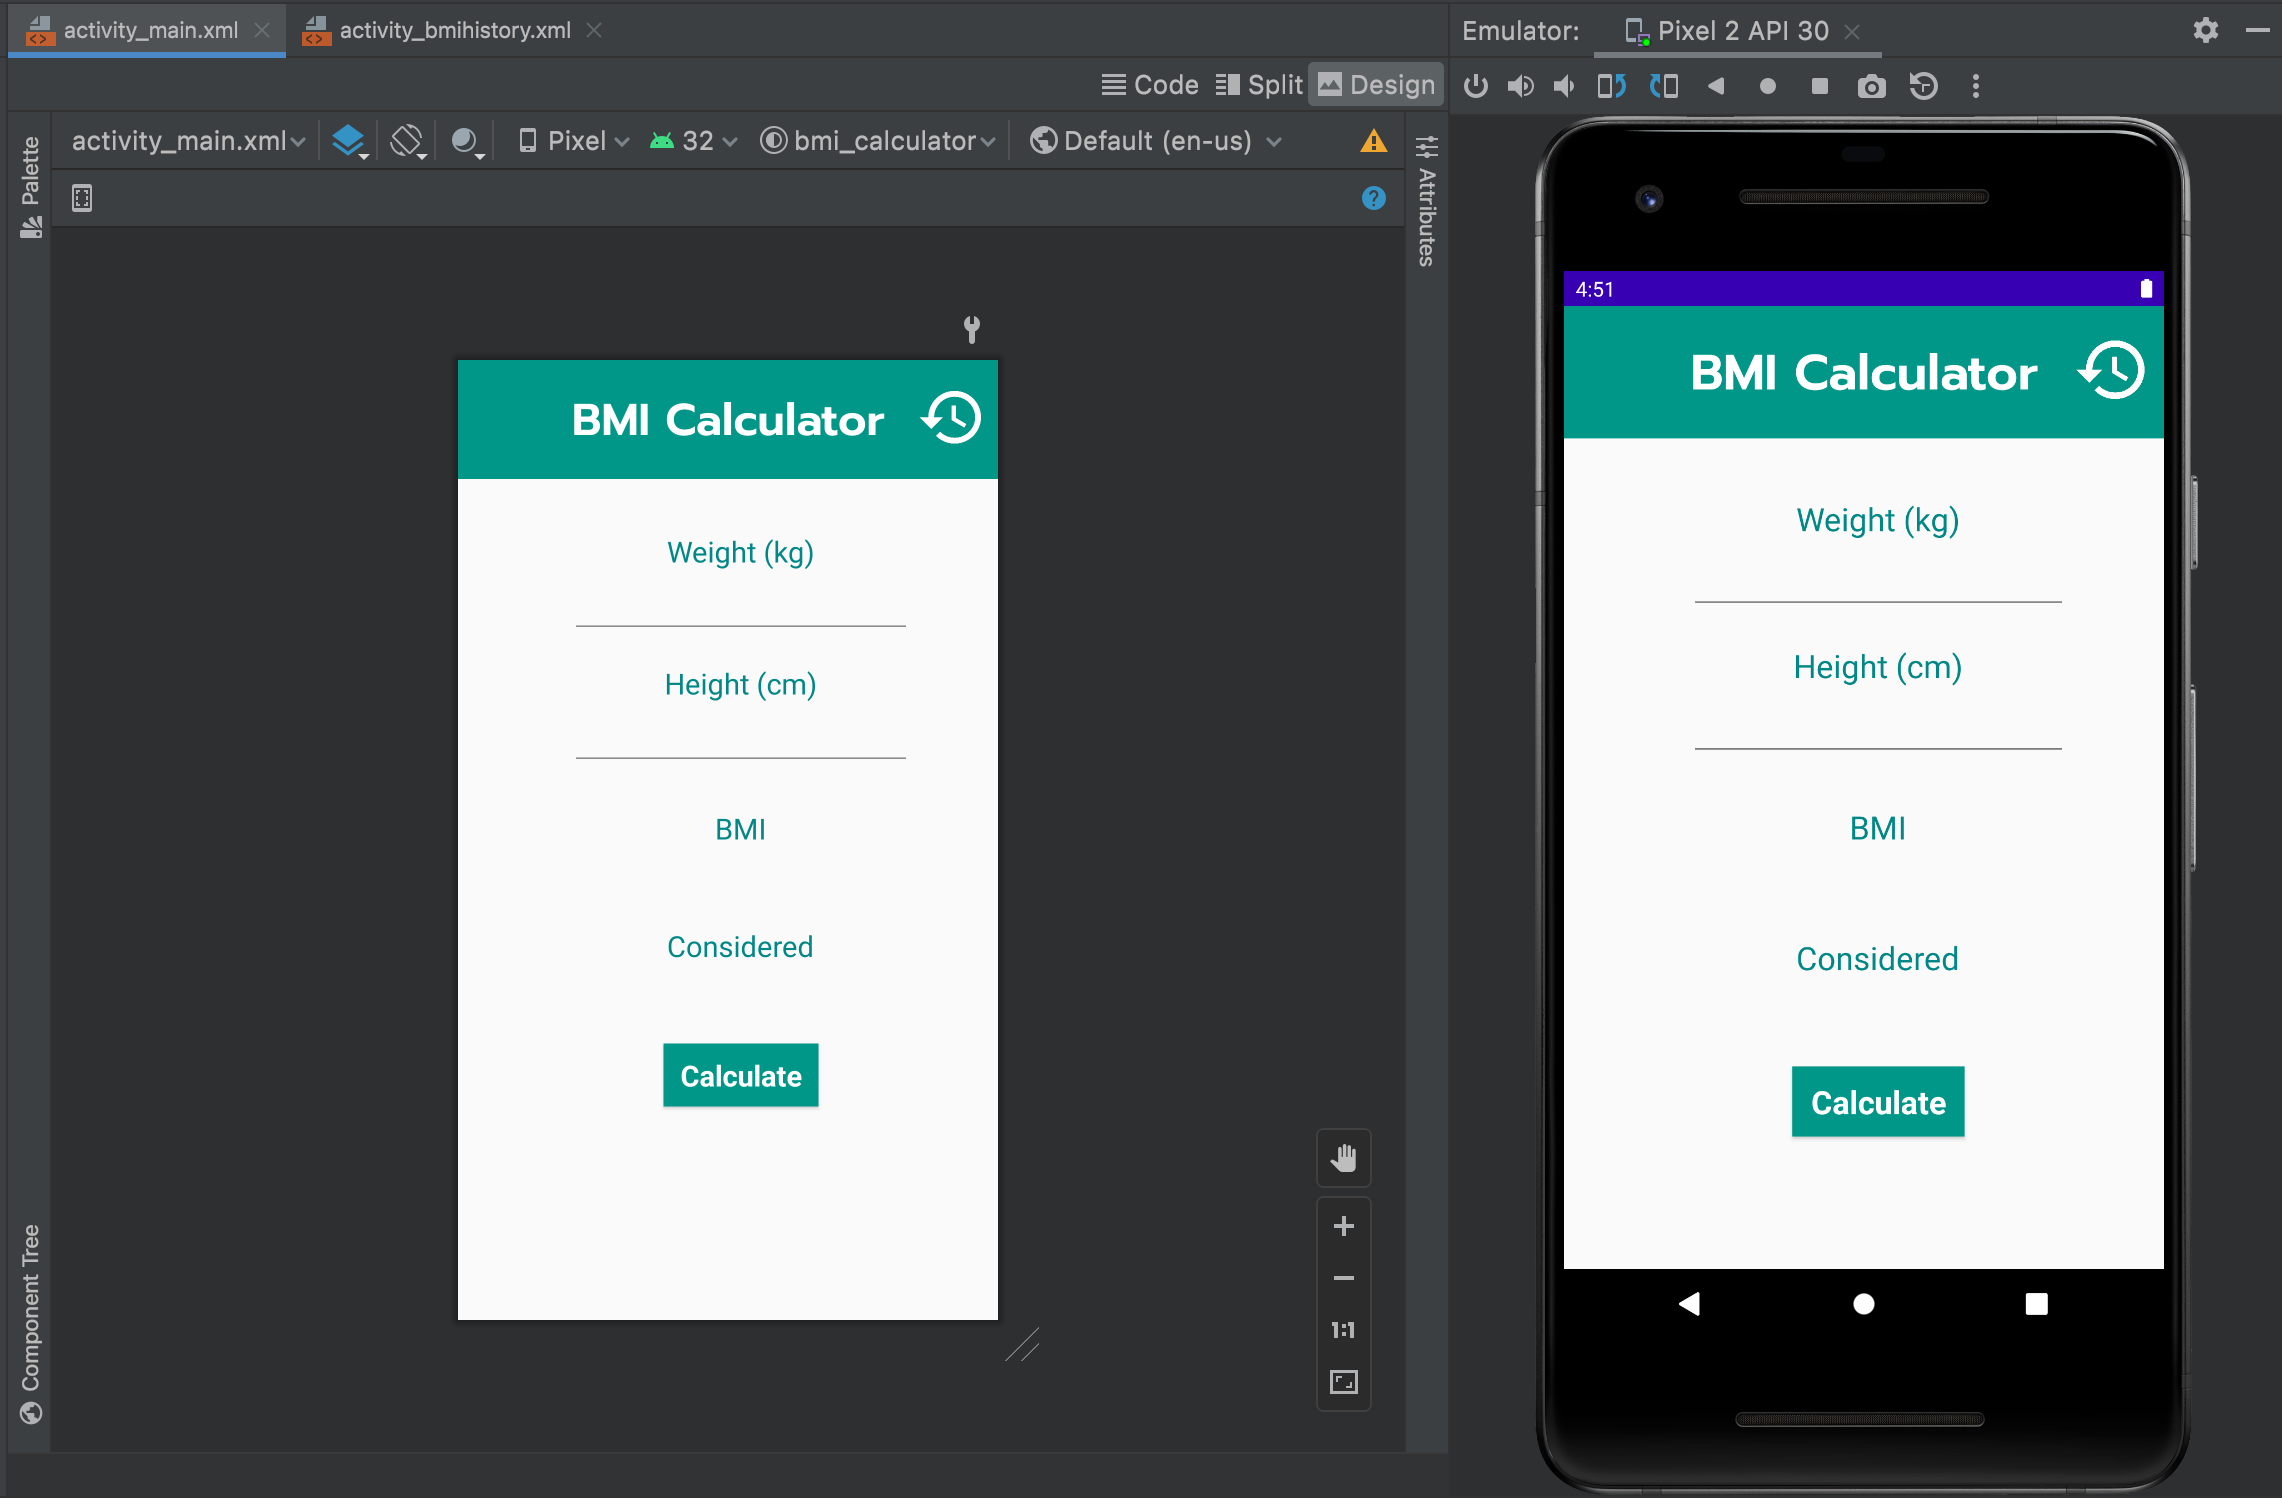 activity_main.xml
activity_bmihistory.xml
Emulator:
Pixel 2 API 30
Code
Split
Design
Palette
activity_main.xml
Pixel
32
bmi_calculator
Default (en-us)
?
Attributes
BMI Calculator
Weight (kg)
Height (cm)
BMI
Considered
Calculate
1:1
Component Tree
4:51
BMI Calculator
Weight (kg)
Height (cm)
BMI
Considered
Calculate